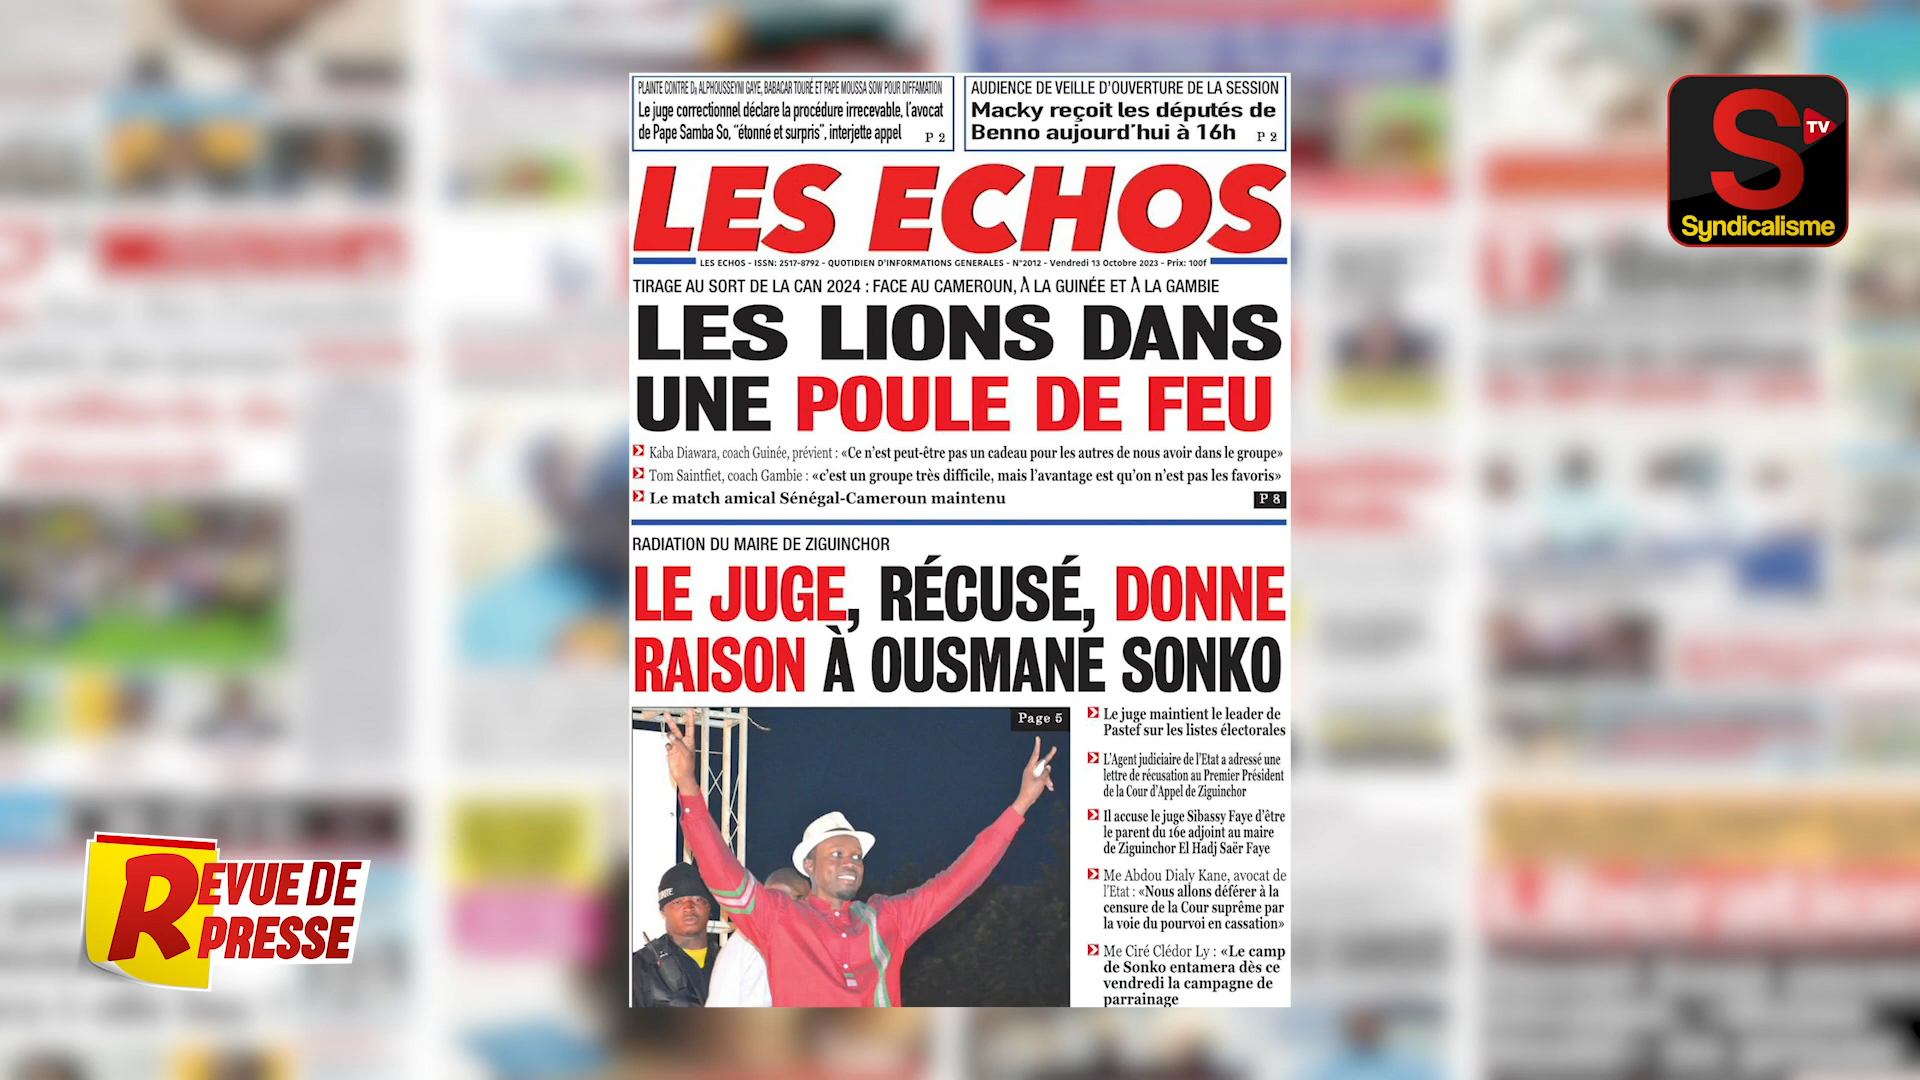 PLAINTE CONTRE Dr ALPHOUSSEYNI GAYE, BABACAR TOURÉ ET PAPE MOUSSA SOW POUR DIFFAMATION
Le juge correctionnel déclare la procédure irrecevable, l'avocat
de Pape Samba So, "étonné et surpris", interjette appel P 2
AUDIENCE DE VEILLE D'OUVERTURE DE LA SESSION
Macky reçoit les députés de
Benno aujourd'hui à 16h P 2
LES ECHOS
LES ECHOS - ISSN: 2517-8792 - QUOTIDIEN D'INFORMATIONS GENERALES - N°2012 - Vendredi 13 Octobre 2023 - Prix: 100f
TIRAGE AU SORT DE LA CAN 2024 : FACE AU CAMEROUN, À LA GUINÉE ET À LA GAMBIE
LES LIONS DANS
UNE POULE DE FEU
Kaba Diawara, coach Guinée, prévient : «Ce n'est peut-être pas un cadeau pour les autres de nous avoir dans le groupe»
Tom Saintfiet, coach Gambie : «c'est un groupe très difficile, mais l'avantage est qu'on n'est pas les favoris»
Le match amical Sénégal-Cameroun maintenu P 8
RADIATION DU MAIRE DE ZIGUINCHOR
LE JUGE, RÉCUSÉ, DONNE
RAISON À OUSMANE SONKO
Page 5
Le juge maintient le leader de
Pastef sur les listes électorales
L'Agent judiciaire de l'Etat a adressé une
lettre de récusation au Premier Président
de la Cour d'Appel de Ziguinchor
Il accuse le juge Sibassy Faye d'être
le parent du 16e adjoint au maire
de Ziguinchor El Hadj Saër Faye
Me Abdou Dialy Kane, avocat de
l'Etat : «Nous allons déférer à la
censure de la Cour suprême par
la voie du pourvoi en cassation»
Me Ciré Clédor Ly : «Le camp
de Sonko entamera dès ce
vendredi la campagne de
parrainage
S TV
Syndicalisme
REVUE DE
PRESSE